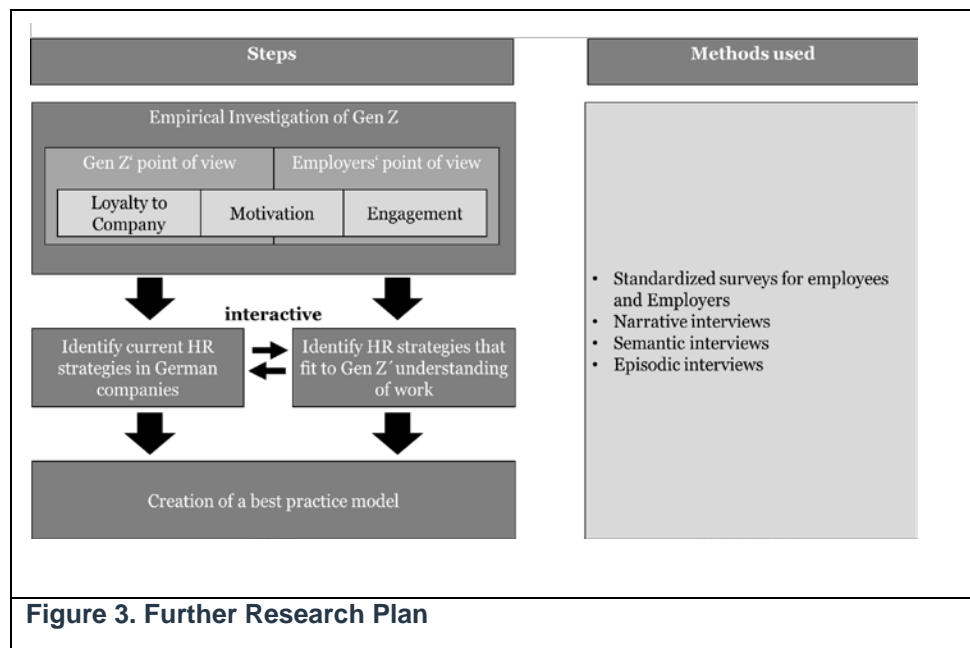 Steps
Methods used
Empirical Investigation of Gen Z
Gen Z‘ point of view
Employers‘ point of view
Loyalty to
Company
Motivation
Engagement
interactive
Identify current HR
strategies in German
companies
Identify HR strategies that
fit to Gen Z´ understanding
of work
Creation of a best practice model
• Standardized surveys for employees
and Employers
• Narrative interviews
• Semantic interviews
• Episodic interviews
Figure 3. Further Research Plan